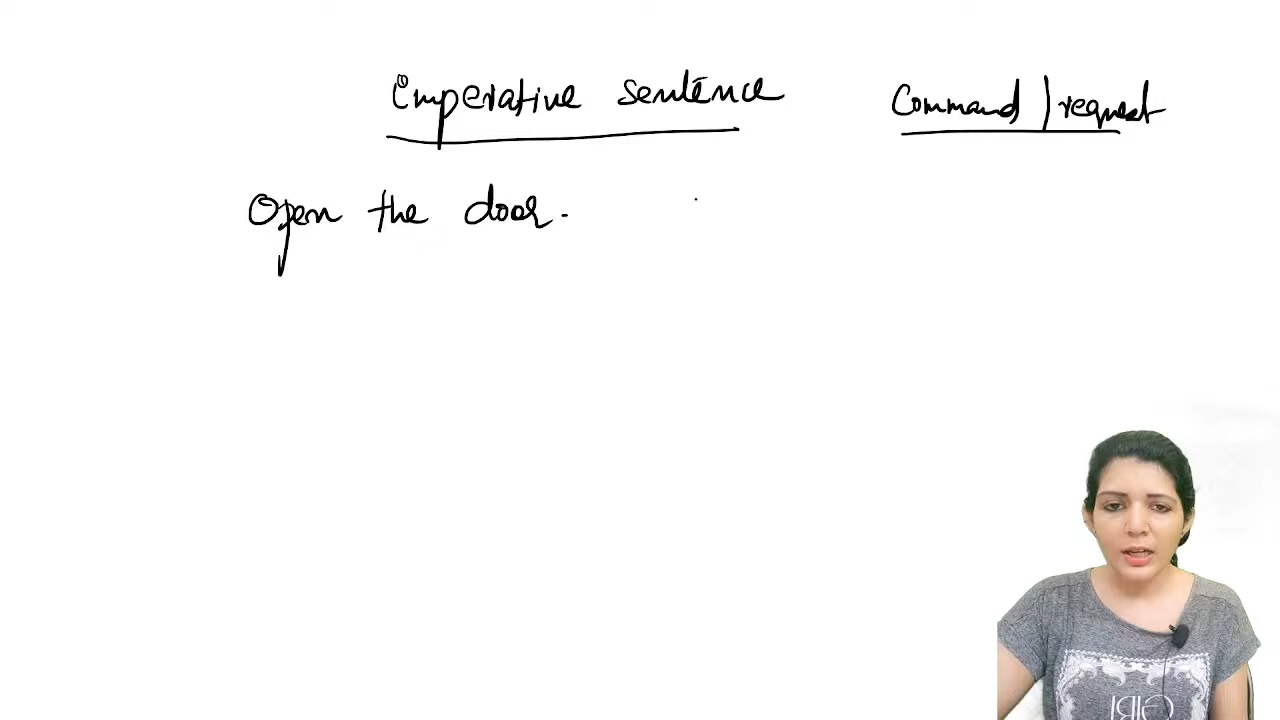 Imperative sentence Command / request
Open the door.